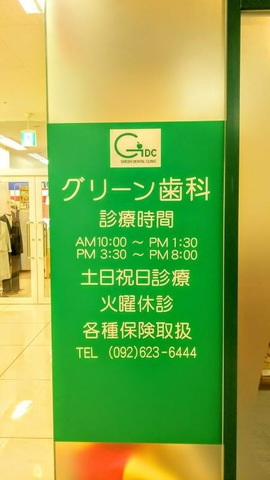 GDC
GREEN DENTAL CLINIC
グリーン歯科
診療時間
AM10:00 ～ PM 1:30
PM 3:30 ～ PM 8:00
土日祝日診療
火曜休診
各種保険取扱
TEL (092)623-6444